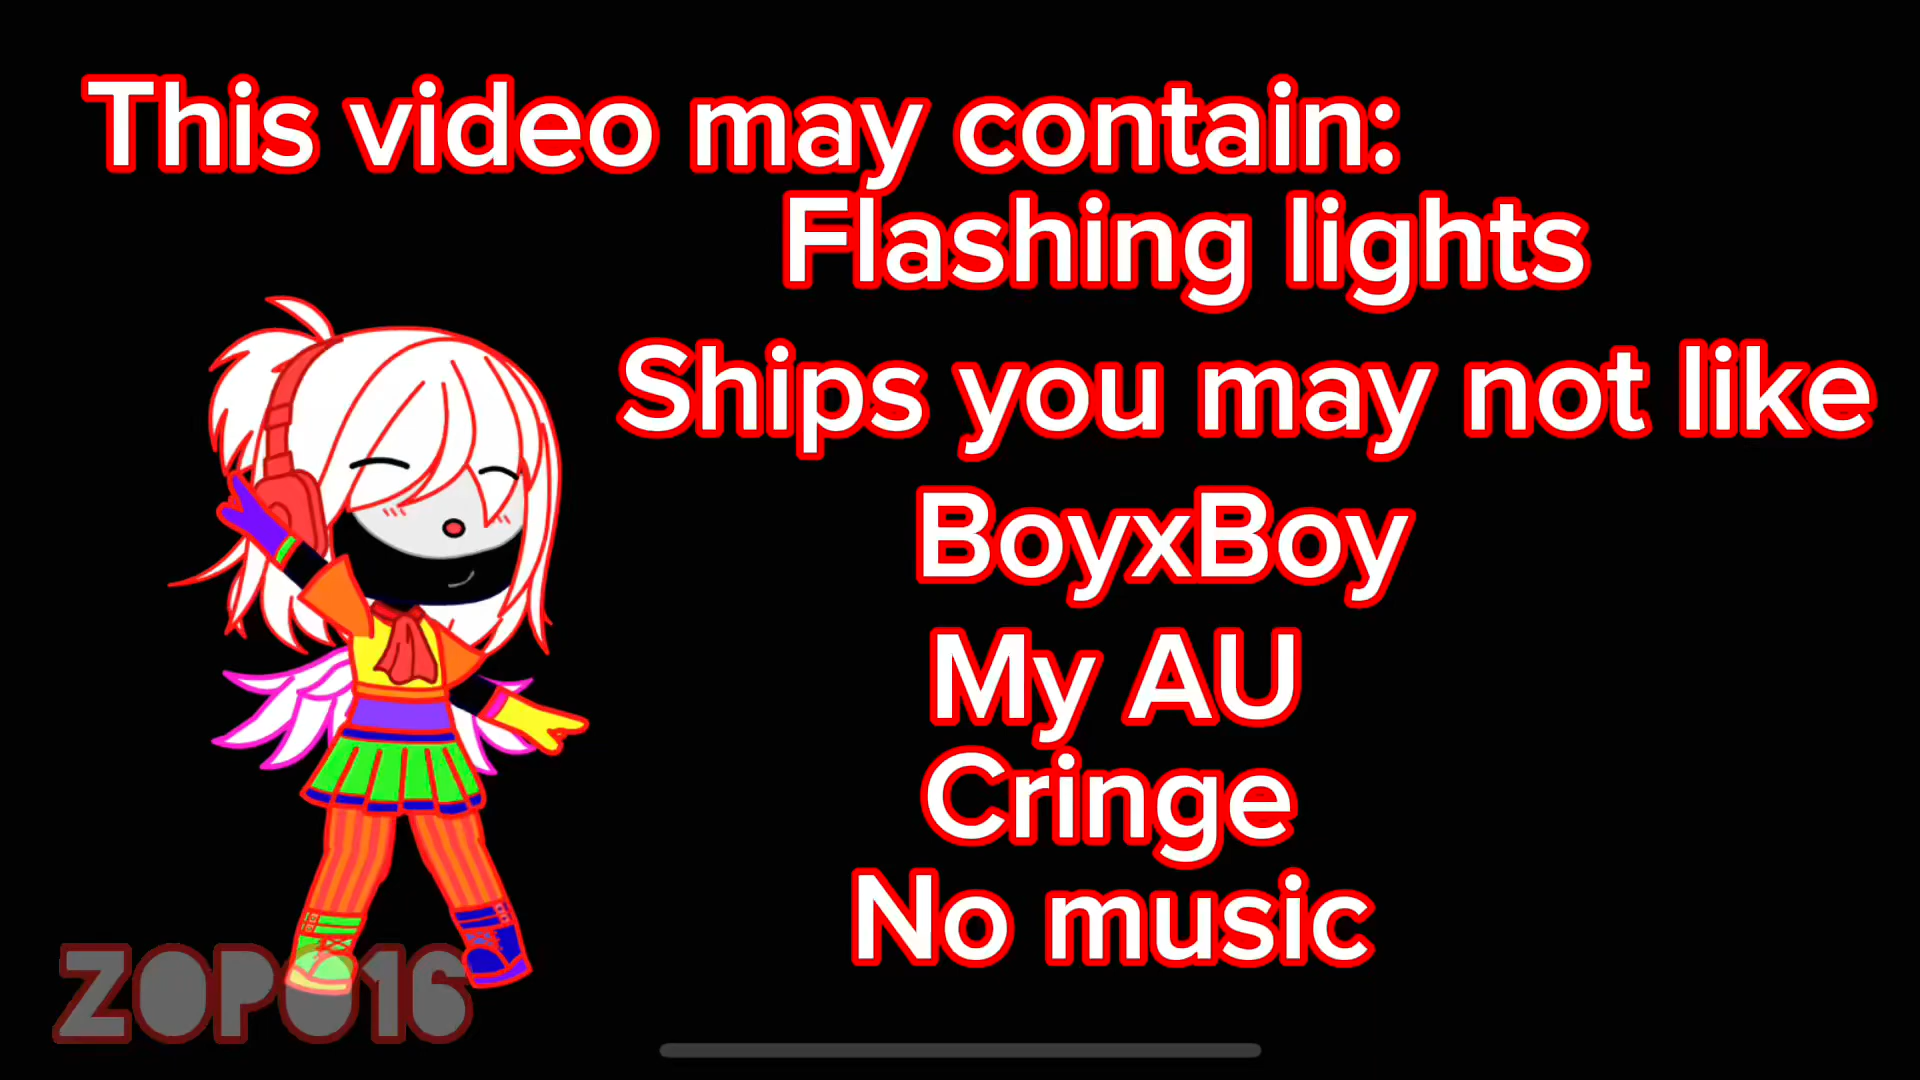 This video may contain:
Flashing lights
Ships you may not like
BoyxBoy
My AU
Cringe
No music
ZOPO16